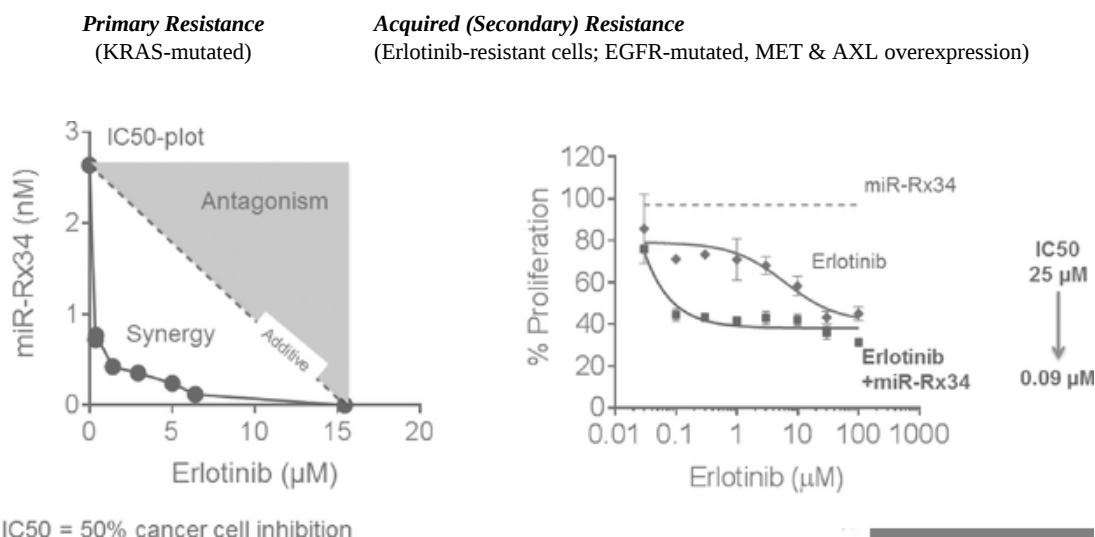 Primary Resistance
(KRAS-mutated)
Acquired (Secondary) Resistance
(Erlotinib-resistant cells; EGFR-mutated, MET & AXL overexpression)
IC50-plot
miR-Rx34 (nM)
3
2
1
0
Antagonism
Synergy
Additive
0 5 10 15 20
Erlotinib (µM)
IC50 = 50% cancer cell inhibition
% Proliferation
120
100
80
60
40
20
0
miR-Rx34
Erlotinib
Erlotinib
+miR-Rx34
0.01 0.1 1 10 100 1000
Erlotinib (µM)
IC50
25 µM
0.09 µM